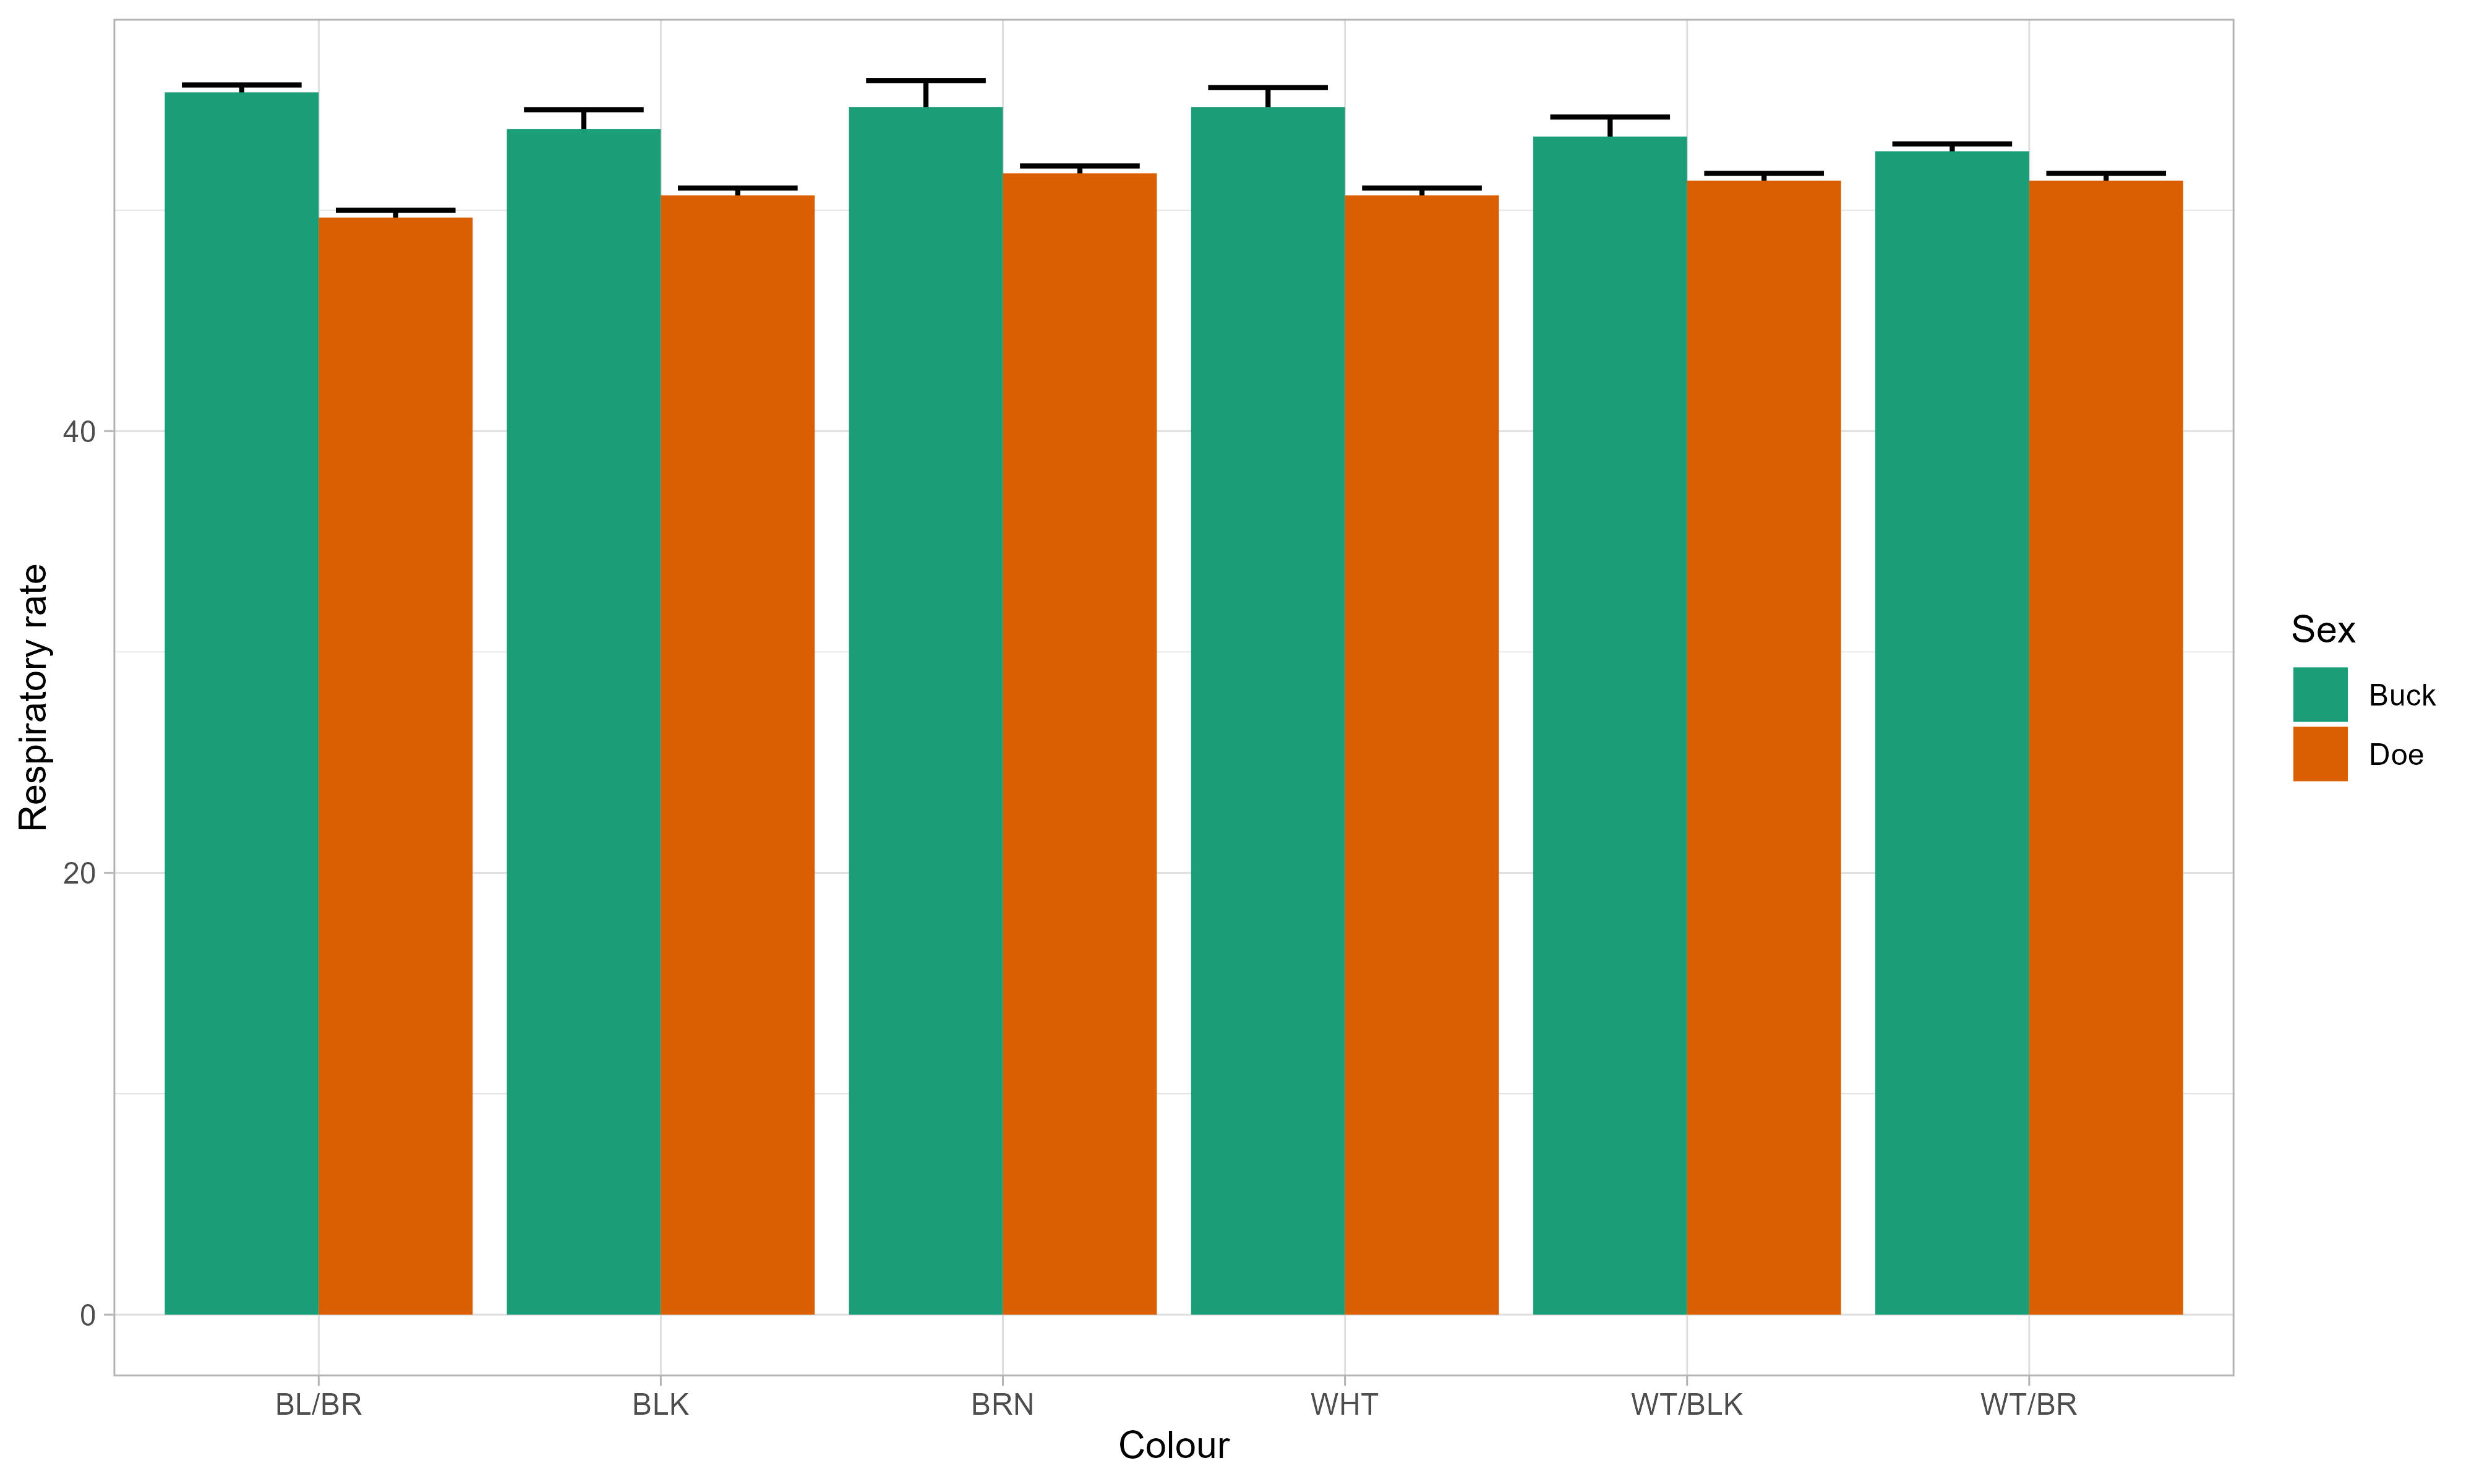 Respiratory rate
40
20
0
BL/BR
BLK
BRN
WHT
WT/BLK
WT/BR
Colour
Sex
Buck
Doe